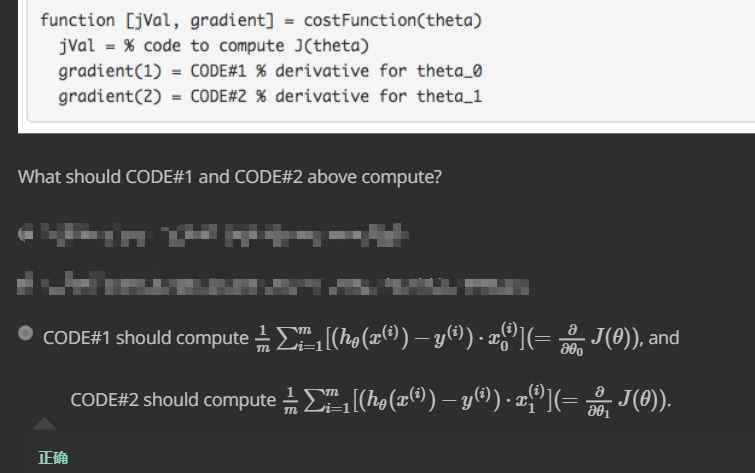 function [jVal, gradient] = costFunction(theta)
jVal = % code to compute J(theta)
gradient(1) = CODE#1 % derivative for theta_0
gradient(2) = CODE#2 % derivative for theta_1
What should CODE#1 and CODE#2 above compute?
CODE#1 should compute $\frac{1}{m} \sum_{i=1}^{m} [(h_\theta(x^{(i)}) - y^{(i)}) \cdot x_0^{(i)}] (= \frac{\partial}{\partial\theta_0} J(\theta))$, and
CODE#2 should compute $\frac{1}{m} \sum_{i=1}^{m} [(h_\theta(x^{(i)}) - y^{(i)}) \cdot x_1^{(i)}] (= \frac{\partial}{\partial\theta_1} J(\theta))$.
正确